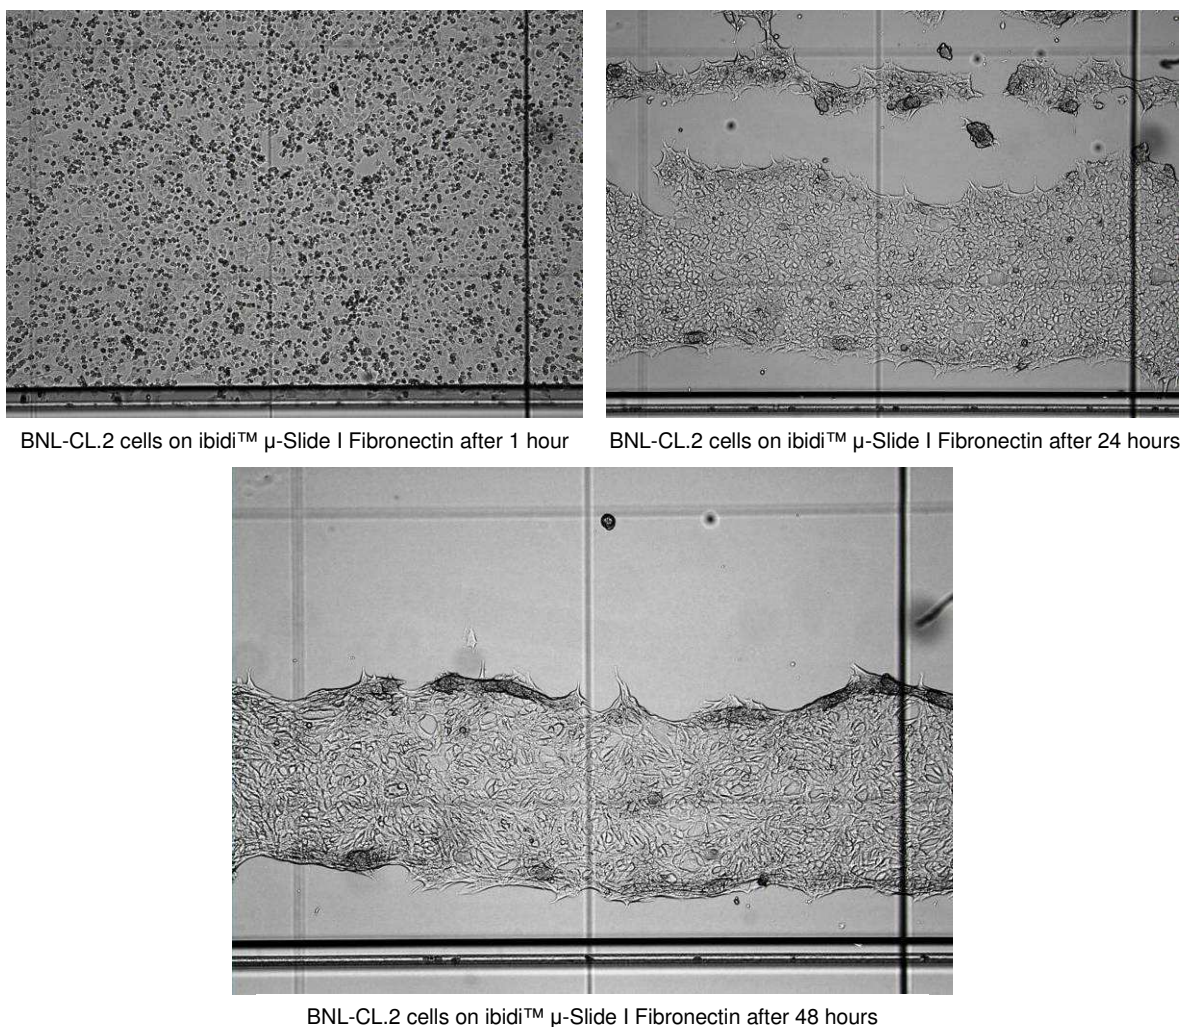 BNL-CL.2 cells on ibidi™ µ-Slide I Fibronectin after 1 hour
BNL-CL.2 cells on ibidi™ µ-Slide I Fibronectin after 24 hours
BNL-CL.2 cells on ibidi™ µ-Slide I Fibronectin after 48 hours